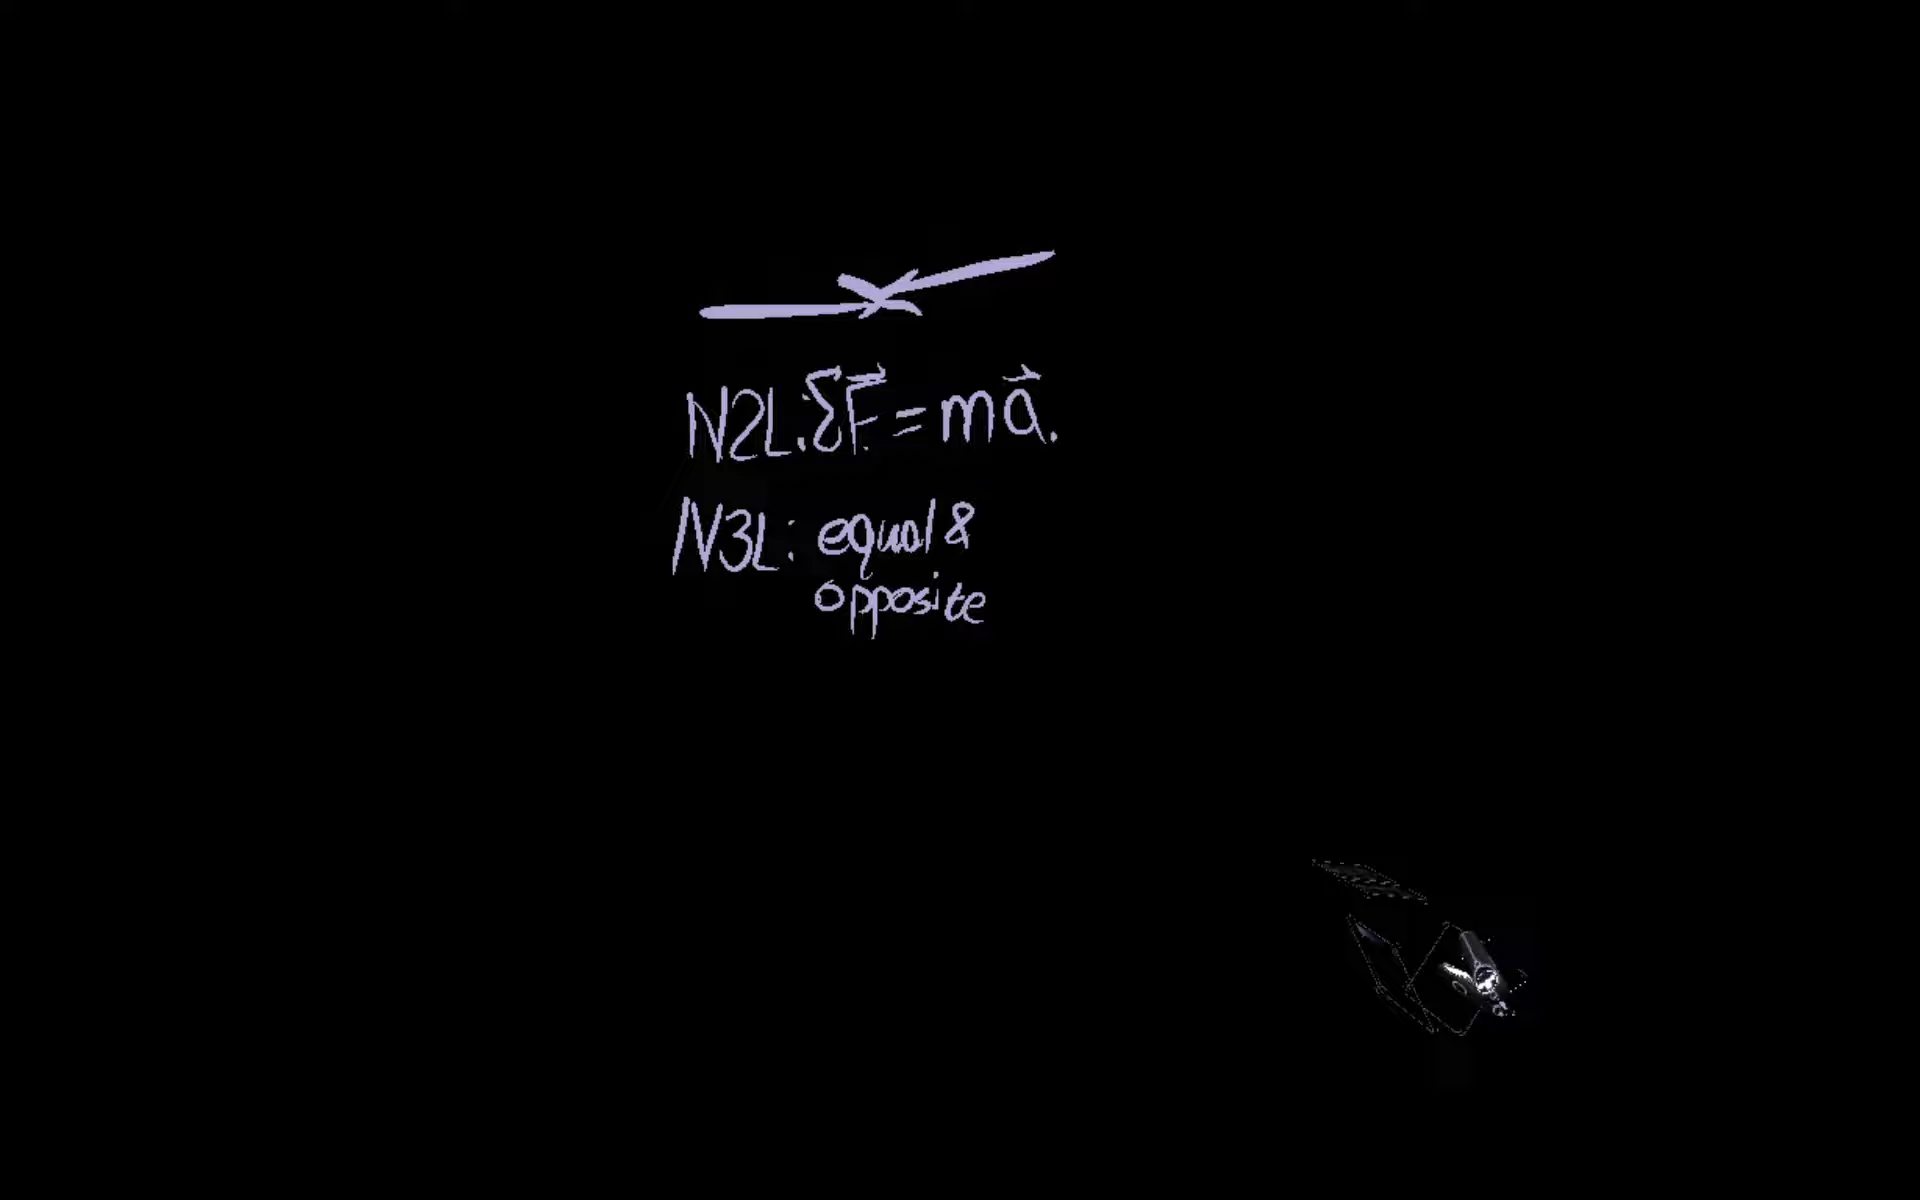 N2L: ΣF⃗ = ma⃗.
N3L: equal &
opposite